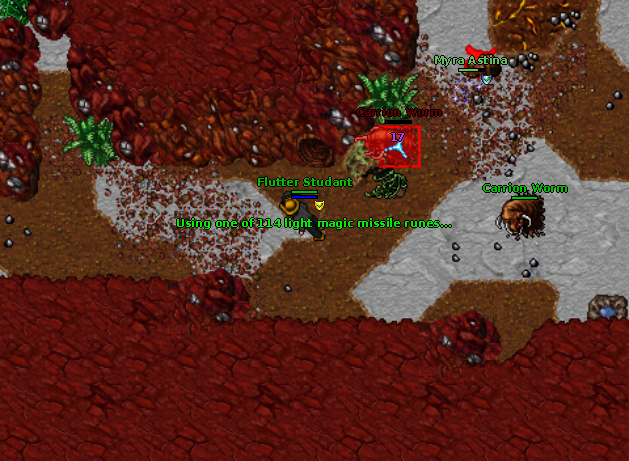 Myra Astina
Carrion Worm
17
Flutter Studant
Carrion Worm
Using one of 114 light magic missile runes...